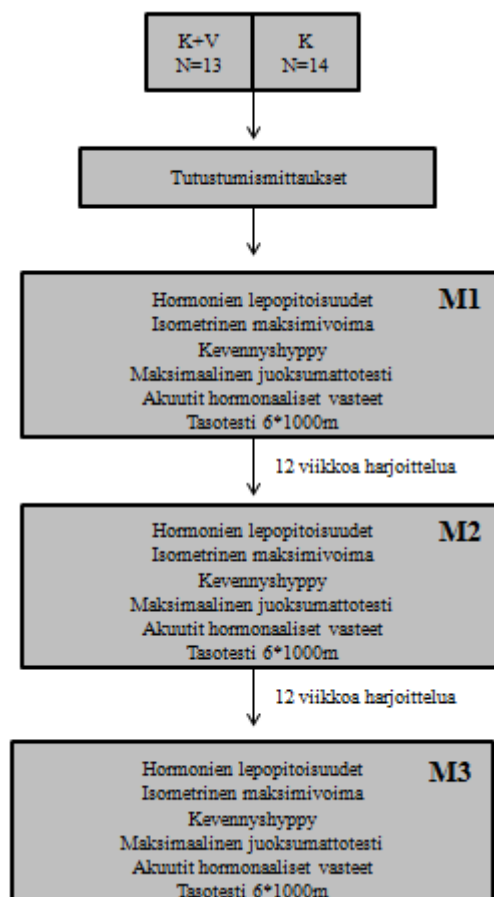 K+V
N=13
K
N=14
Tutustumismittaukset
M1
Hormonien lepopitoisuudet
Isometrinen maksimivoima
Kevennyshyppy
Maksimaalinen juoksumattotesti
Akuutit hormonaaliset vasteet
Tasotesti 6*1000m
12 viikkoa harjoittelua
M2
Hormonien lepopitoisuudet
Isometrinen maksimivoima
Kevennyshyppy
Maksimaalinen juoksumattotesti
Akuutit hormonaaliset vasteet
Tasotesti 6*1000m
12 viikkoa harjoittelua
M3
Hormonien lepopitoisuudet
Isometrinen maksimivoima
Kevennyshyppy
Maksimaalinen juoksumattotesti
Akuutit hormonaaliset vasteet
Tasotesti 6*1000m